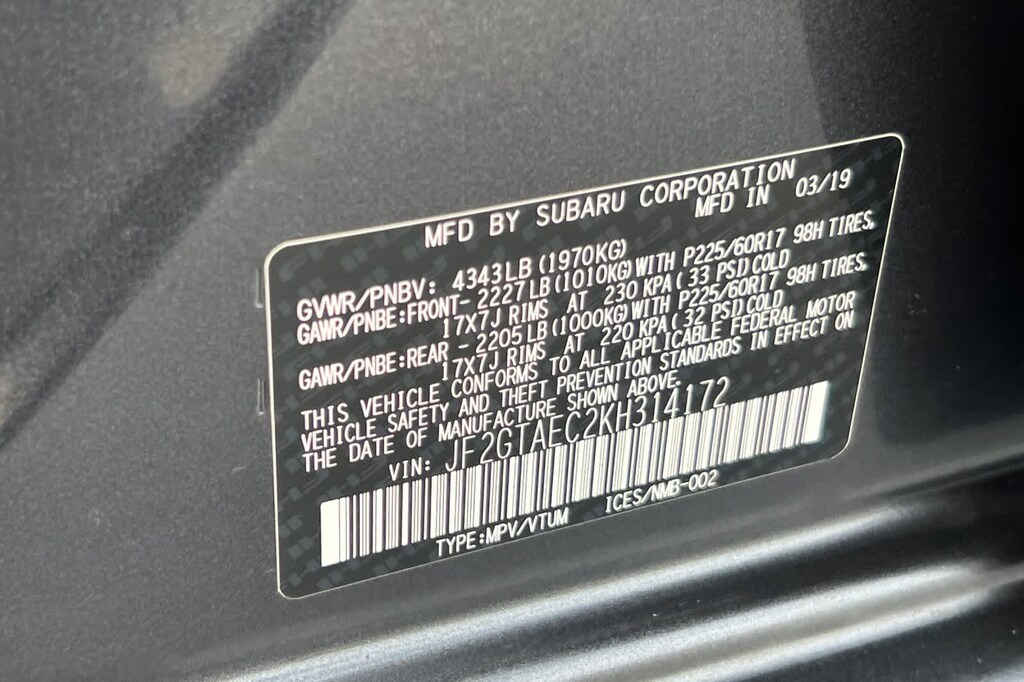 MFD BY SUBARU CORPORATION
MFD IN 03/19
GVWR/PNBV: 4343LB (1970KG)
GAWR/PNBE:FRONT- 2227LB (1010KG) WITH P225/60R17 98H TIRES,
17X7J RIMS AT 230 KPA ( 33 PSI) COLD
GAWR/PNBE:REAR - 2205LB (1000KG) WITH P225/60R17 98H TIRES,
17X7J RIMS AT 220 KPA ( 32 PSI) COLD
THIS VEHICLE CONFORMS TO ALL APPLICABLE FEDERAL MOTOR
VEHICLE SAFETY AND THEFT PREVENTION STANDARDS IN EFFECT ON
THE DATE OF MANUFACTURE SHOWN ABOVE.
VIN: JF2GTAEC2KH314172
TYPE:MPV/VTUM ICES/NMB-002